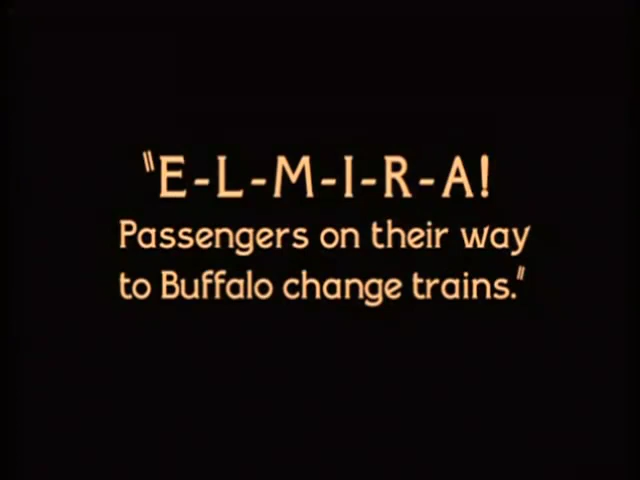 "E-L-M-I-R-A!
Passengers on their way
to Buffalo change trains."